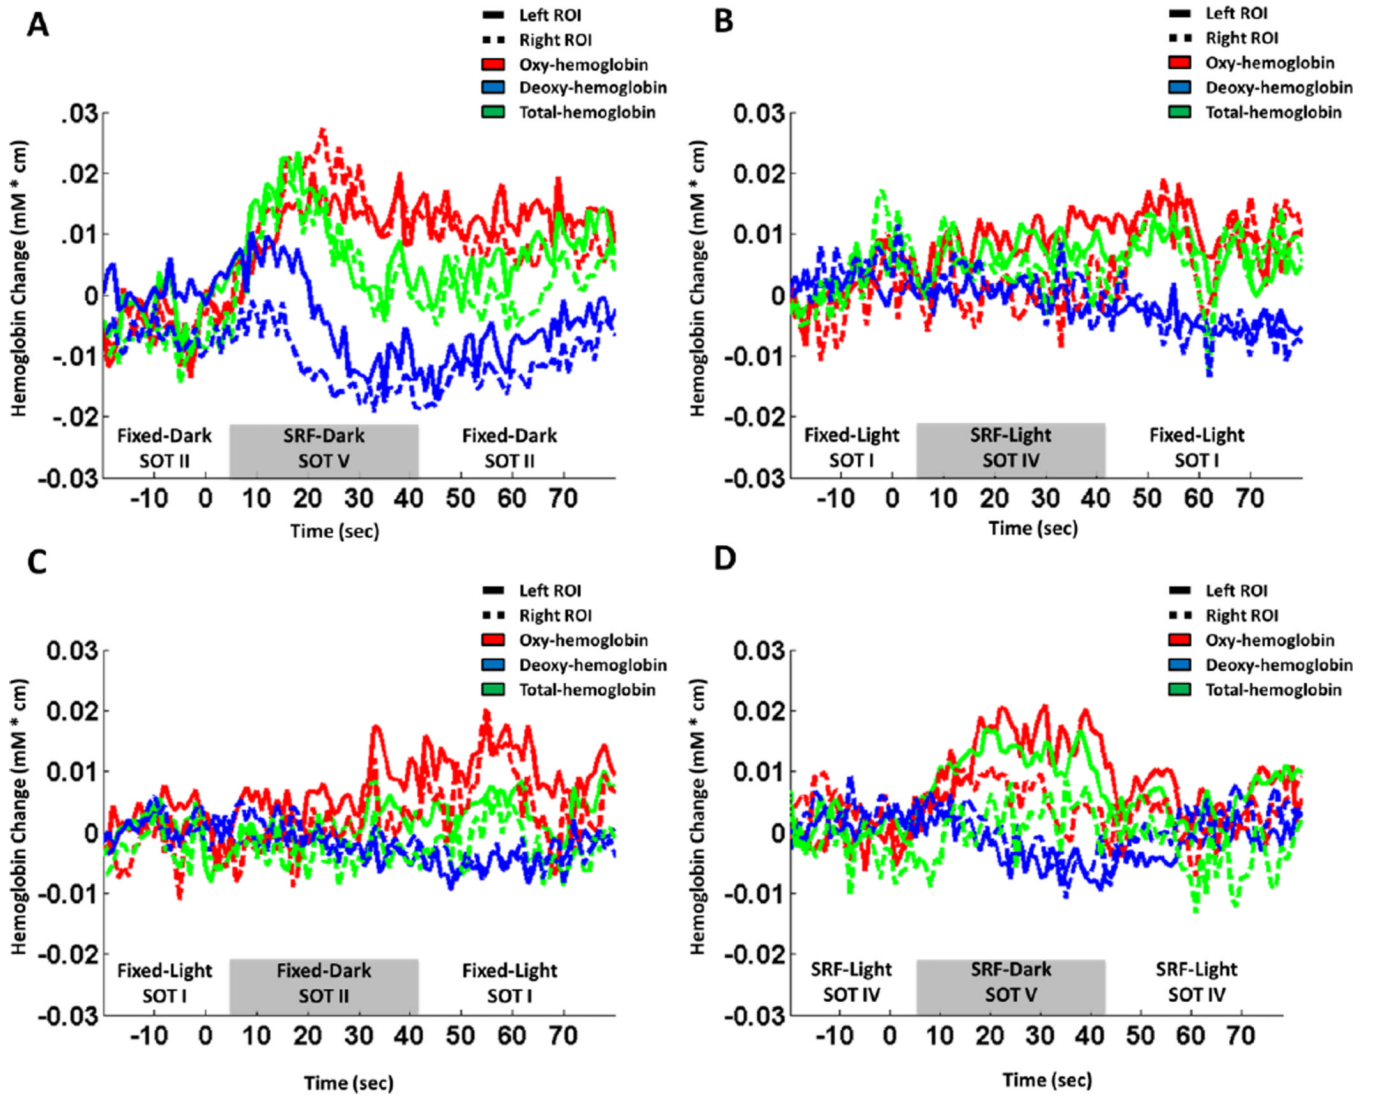 A
Left ROI
Right ROI
Oxy-hemoglobin
Deoxy-hemoglobin
Total-hemoglobin
Hemoglobin Change (mM * cm)
.03
.02
.01
0
-.01
-.02
-0.03
Fixed-Dark SRF-Dark Fixed-Dark
SOT II SOT V SOT II
-10 0 10 20 30 40 50 60 70
Time (sec)
B
Left ROI
Right ROI
Oxy-hemoglobin
Deoxy-hemoglobin
Total-hemoglobin
Hemoglobin Change (mM * cm)
0.03
0.02
0.01
0
-0.01
-0.02
-0.03
Fixed-Light SRF-Light Fixed-Light
SOT I SOT IV SOT I
-10 0 10 20 30 40 50 60 70
Time (sec)
C
Left ROI
Right ROI
Oxy-hemoglobin
Deoxy-hemoglobin
Total-hemoglobin
Hemoglobin Change (mM * cm)
0.03
0.02
0.01
0
-0.01
-0.02
-0.03
Fixed-Light Fixed-Dark Fixed-Light
SOT I SOT II SOT I
-10 0 10 20 30 40 50 60 70
Time (sec)
D
Left ROI
Right ROI
Oxy-hemoglobin
Deoxy-hemoglobin
Total-hemoglobin
Hemoglobin Change (mM * cm)
0.03
0.02
0.01
0
-0.01
-0.02
-0.03
SRF-Light SRF-Dark SRF-Light
SOT IV SOT V SOT IV
-10 0 10 20 30 40 50 60 70
Time (sec)